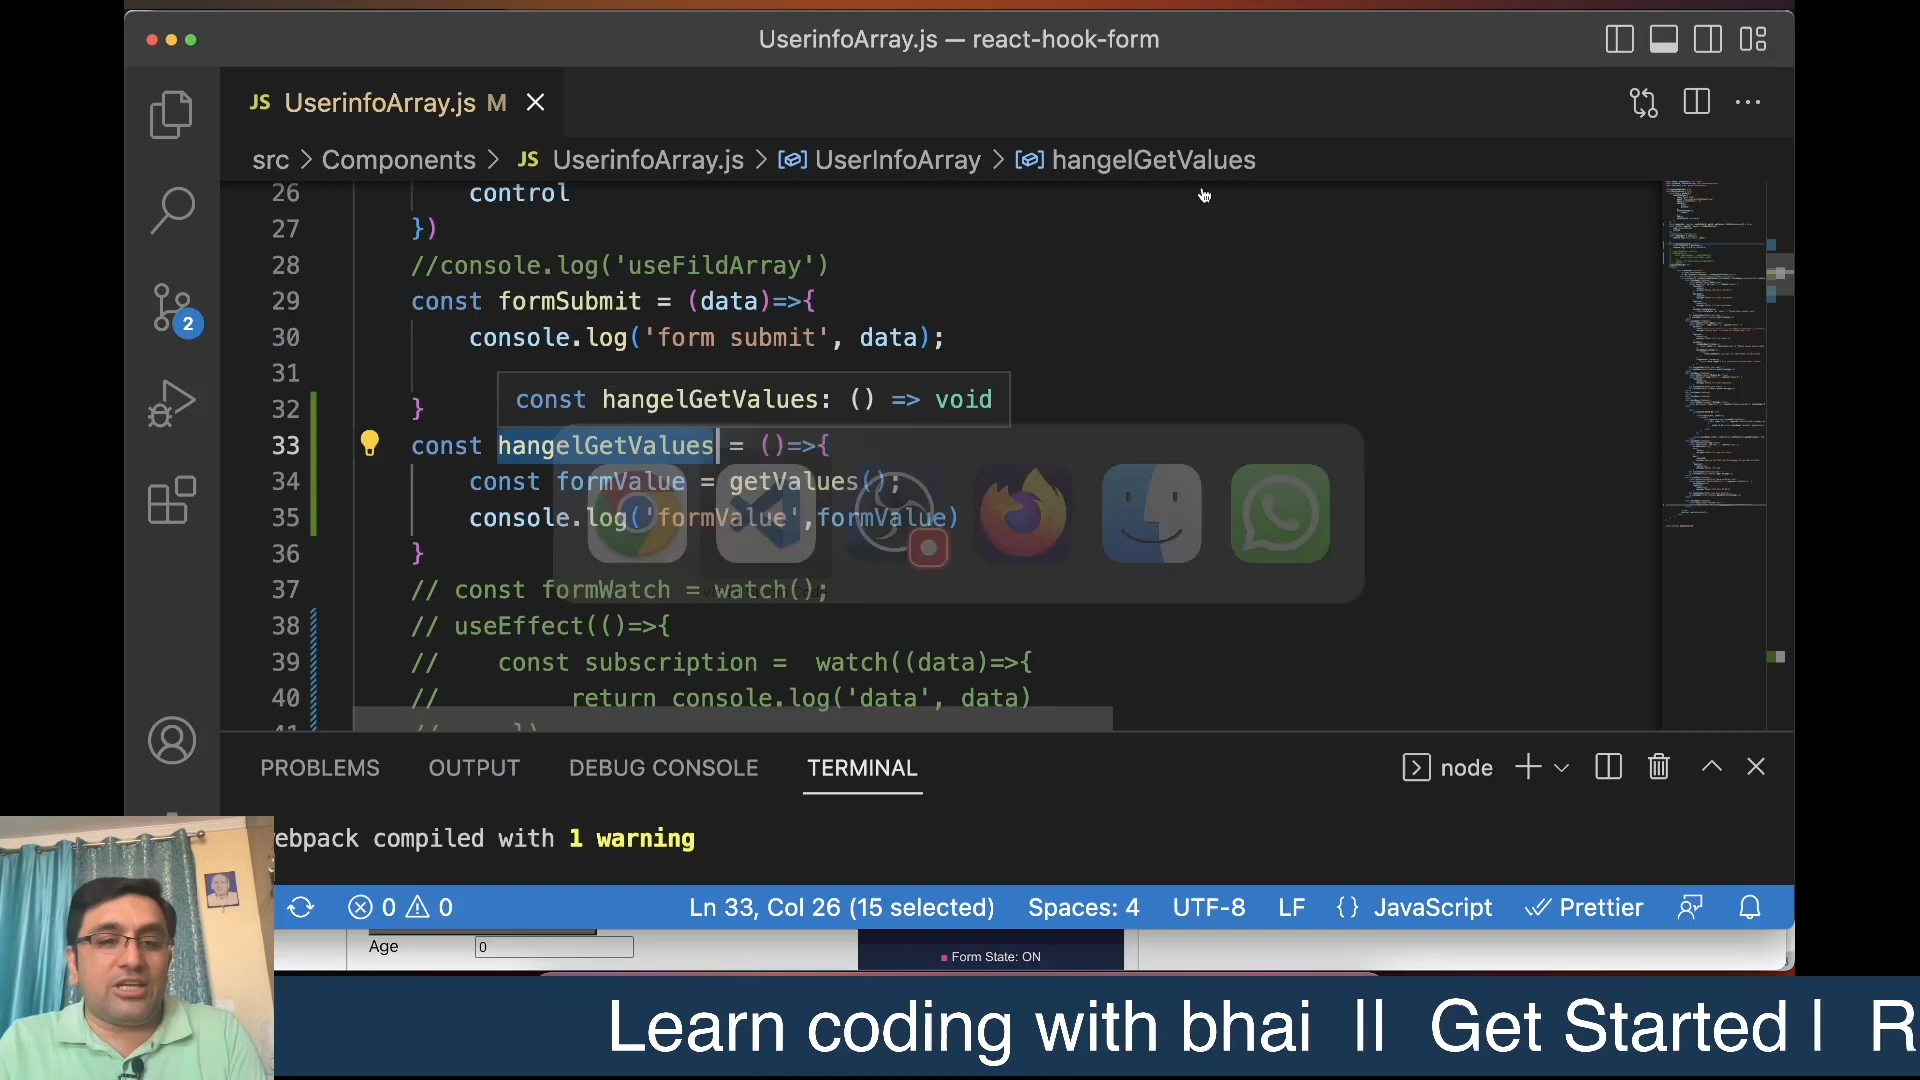 UserinfoArray.js — react-hook-form
JS UserinfoArray.js M
src > Components > JS UserinfoArray.js > UserInfoArray > hangelGetValues
26 control
27 })
28 //console.log('useFildArray')
29 const formSubmit = (data)=>{
30 console.log('form submit', data);
31
const hangelGetValues: () => void
32 }
33 const hangelGetValues = ()=>{
34 const formValue = getValues();
35 console.log('formValue',formValue)
36 }
37 // const formWatch = watch();
38 // useEffect(()=>{
39 // const subscription = watch((data)=>{
40 // return console.log('data', data)
41 // })
2
PROBLEMS OUTPUT DEBUG CONSOLE TERMINAL node
ebpack compiled with 1 warning
0 0 Ln 33, Col 26 (15 selected) Spaces: 4 UTF-8 LF {} JavaScript Prettier
Age 0
Form State: ON
Learn coding with bhai || Get Started | R